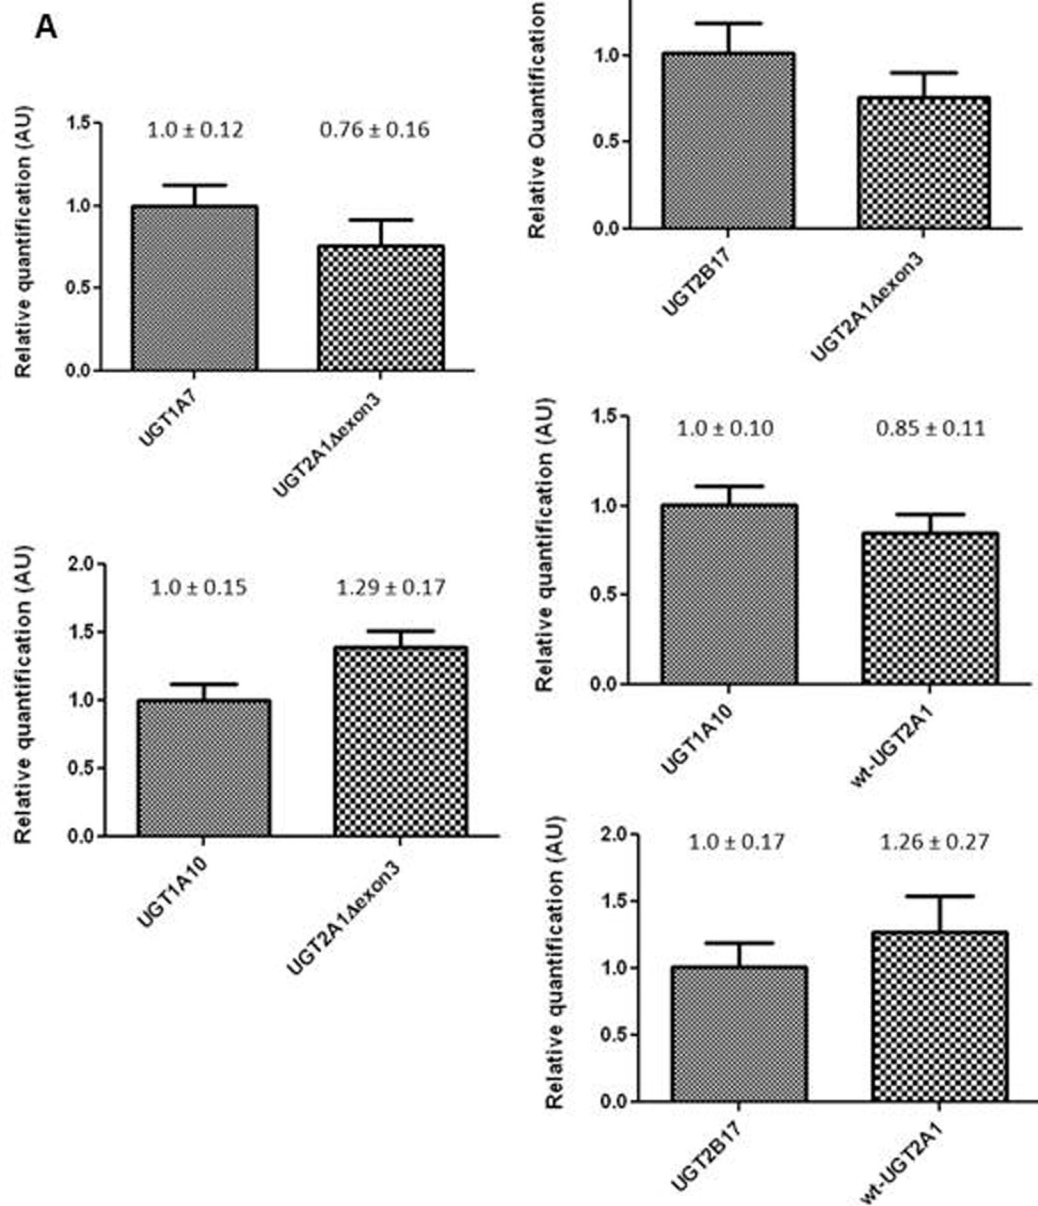 A
Relative quantification (AU)
1.5
1.0
0.5
0.0
1.0 ± 0.12
0.76 ± 0.16
UGT1A7
UGT2A1Δexon3
Relative quantification (AU)
2.0
1.5
1.0
0.5
0.0
1.0 ± 0.15
1.29 ± 0.17
UGT1A10
UGT2A1Δexon3
Relative Quantification
1.0
0.5
0.0
UGT2B17
UGT2A1Δexon3
Relative quantification (AU)
1.5
1.0
0.5
0.0
1.0 ± 0.10
0.85 ± 0.11
UGT1A10
wt-UGT2A1
Relative quantification (AU)
2.0
1.5
1.0
0.5
0.0
1.0 ± 0.17
1.26 ± 0.27
UGT2B17
wt-UGT2A1